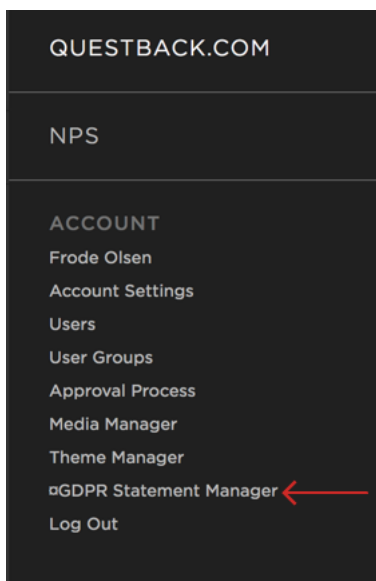 QUESTBACK.COM
NPS
ACCOUNT
Frode Olsen
Account Settings
Users
User Groups
Approval Process
Media Manager
Theme Manager
¤GDPR Statement Manager
Log Out